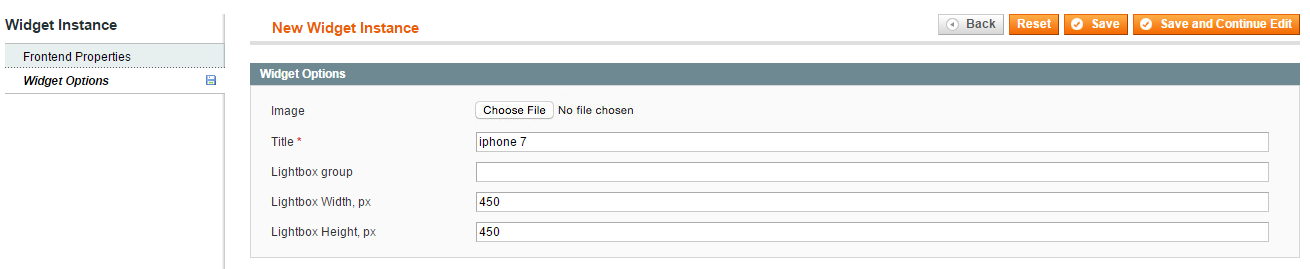 Widget Instance
Frontend Properties
Widget Options
New Widget Instance
Back Reset Save Save and Continue Edit
Widget Options
Image Choose File No file chosen
Title * iphone 7
Lightbox group
Lightbox Width, px 450
Lightbox Height, px 450